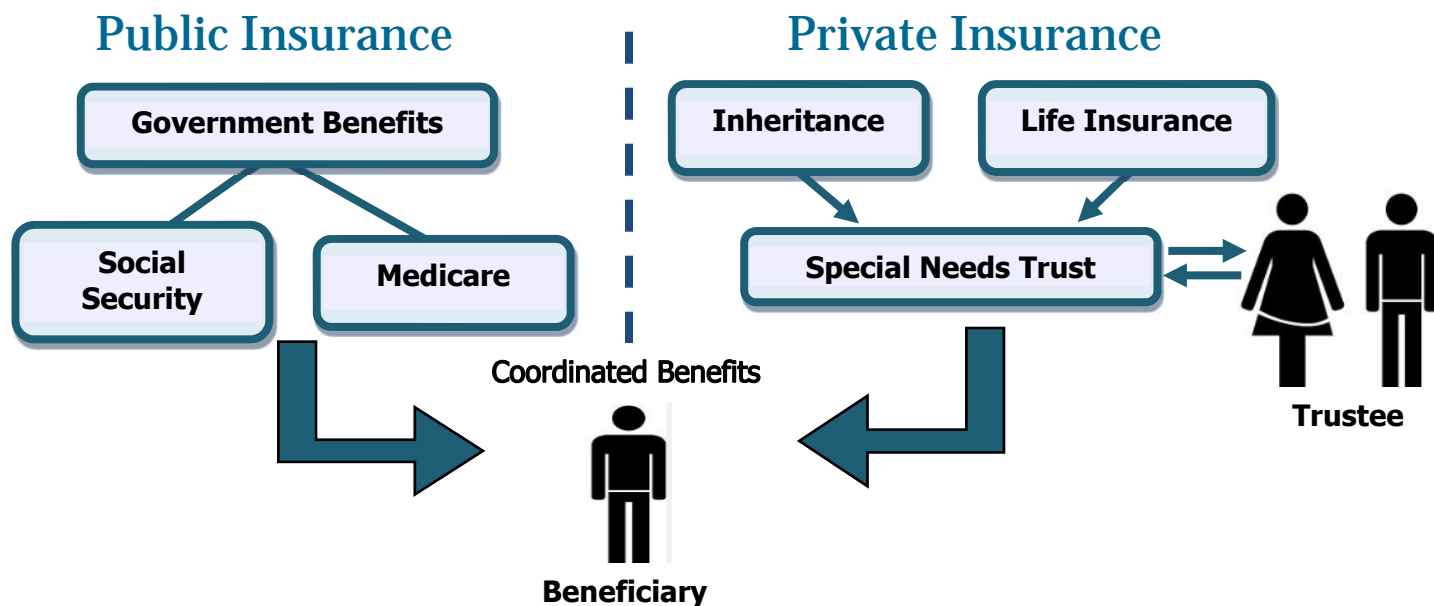 Public Insurance
Private Insurance
Government Benefits
Inheritance
Life Insurance
Social
Security
Medicare
Special Needs Trust
Coordinated Benefits
Trustee
Beneficiary